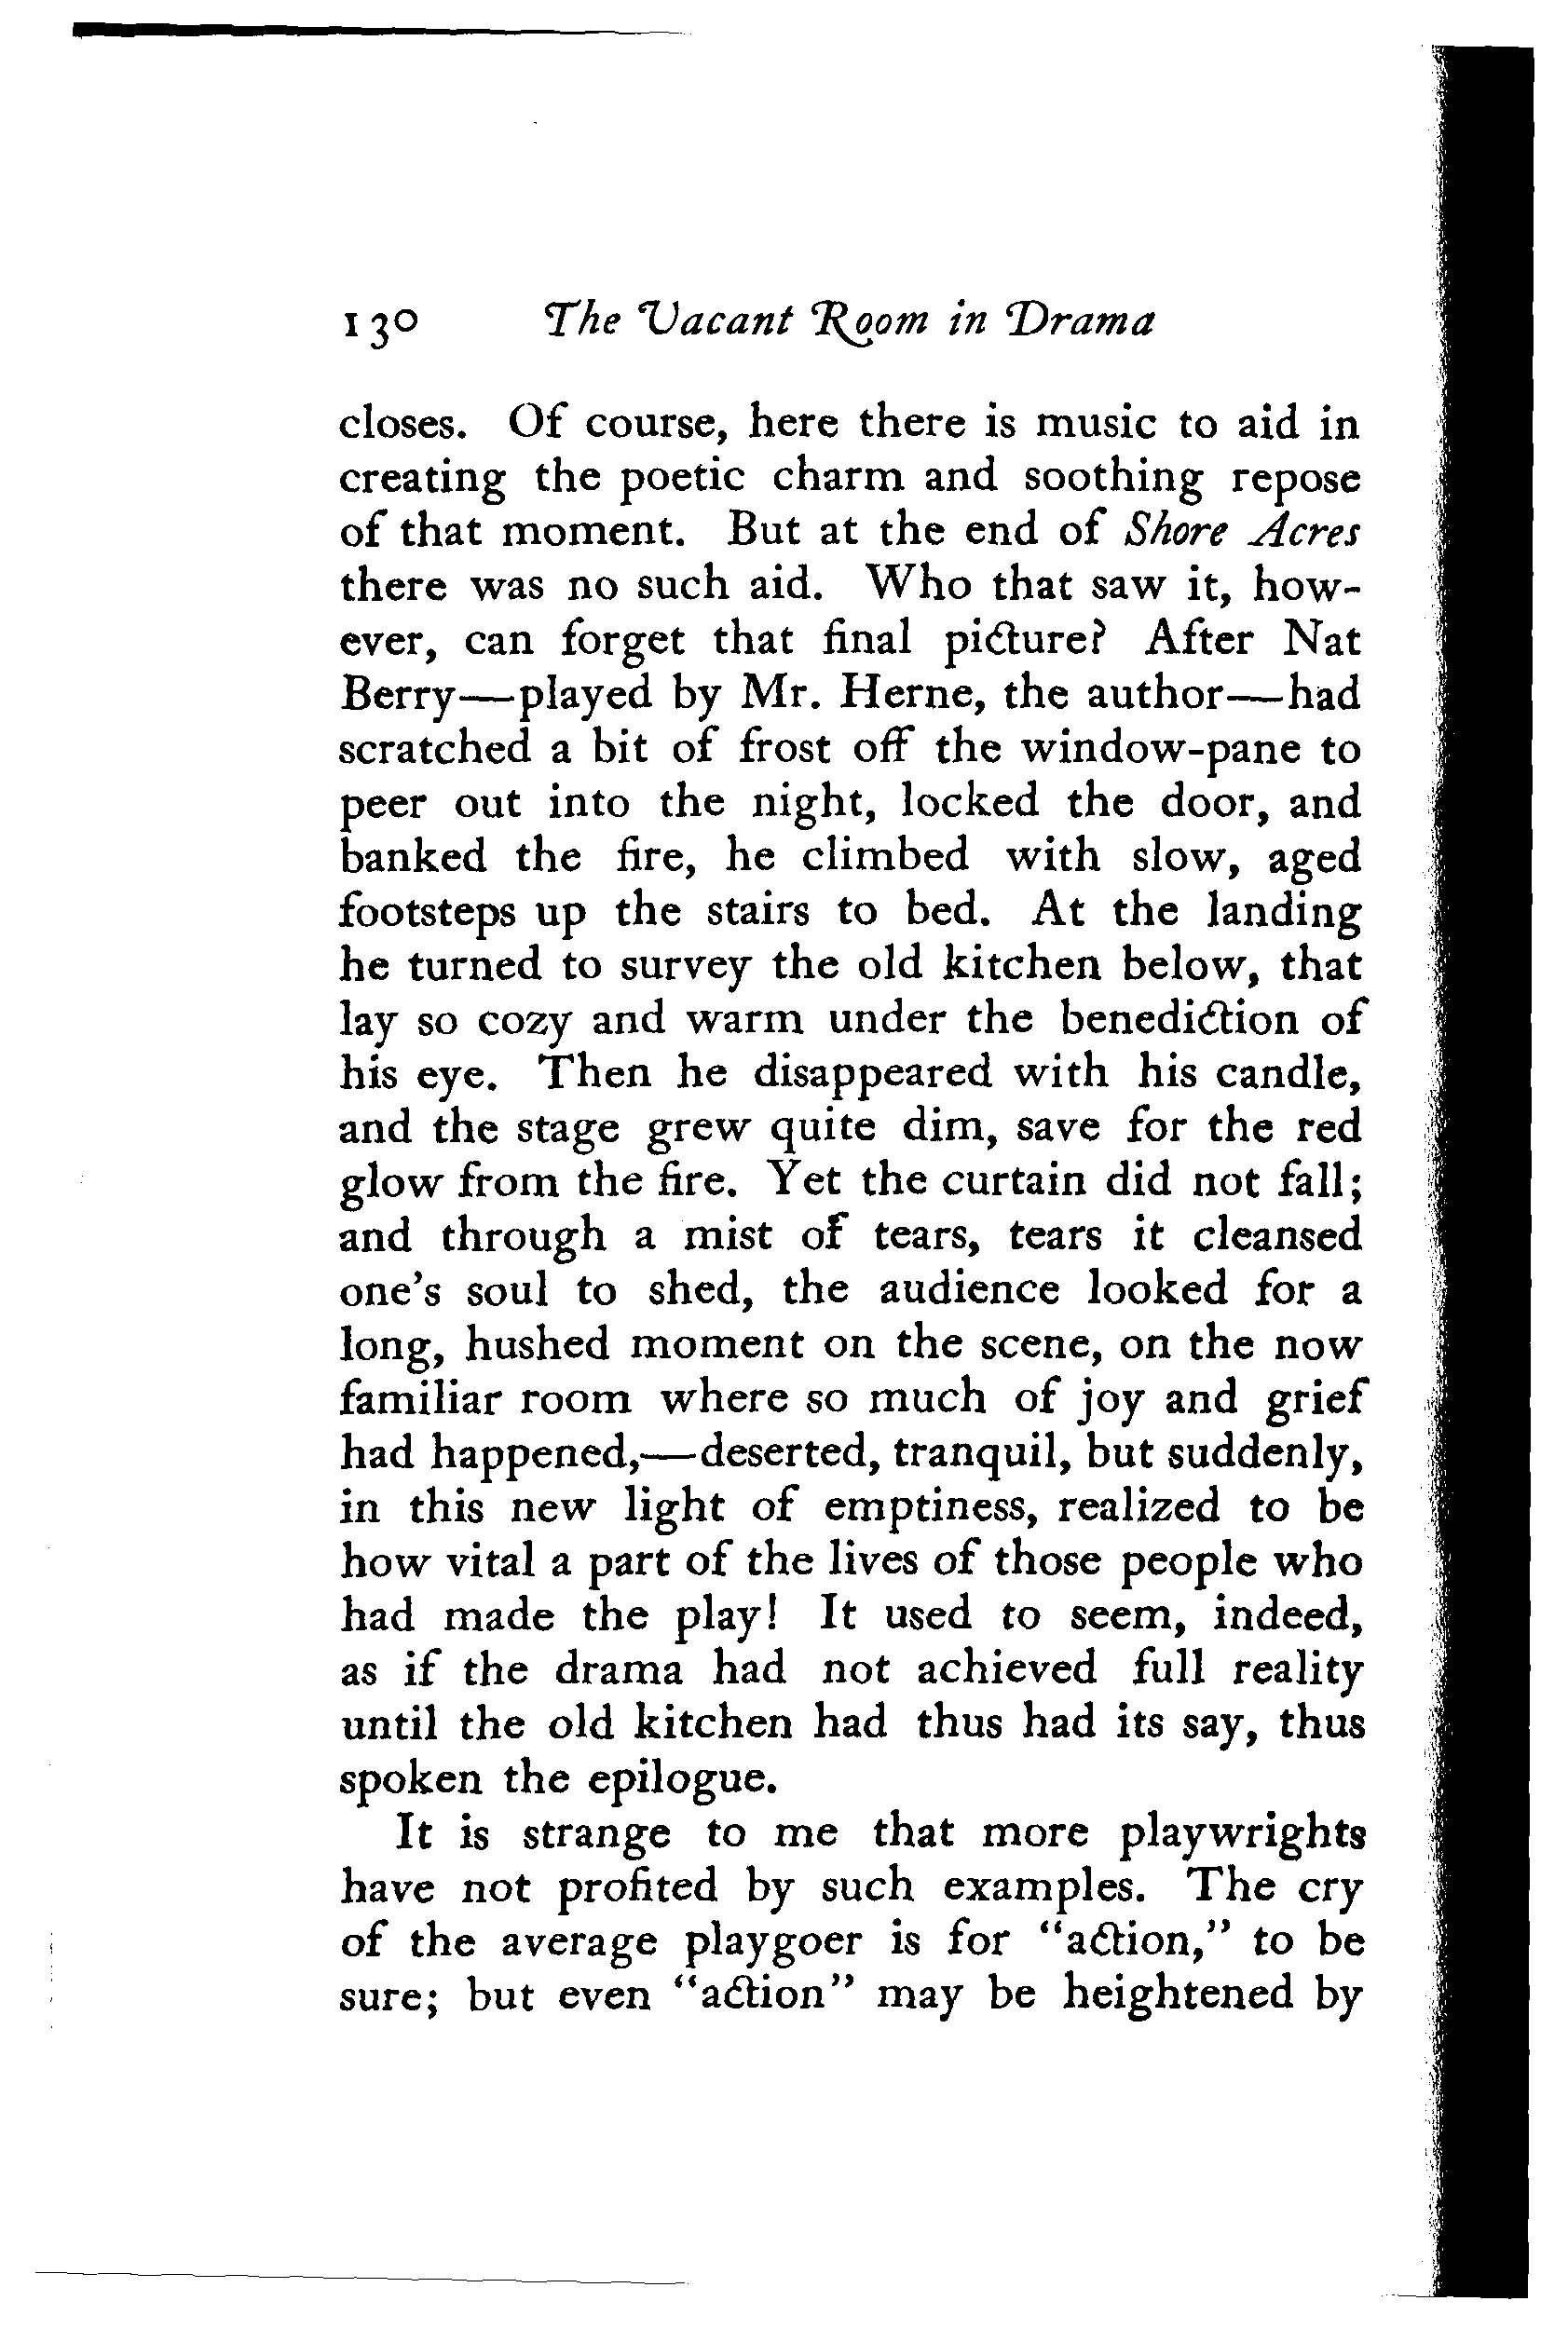 130 The Vacant Room in Drama
closes. Of course, here there is music to aid in
creating the poetic charm and soothing repose
of that moment. But at the end of Shore Acres
there was no such aid. Who that saw it, how-
ever, can forget that final picture? After Nat
Berry—played by Mr. Herne, the author—had
scratched a bit of frost off the window-pane to
peer out into the night, locked the door, and
banked the fire, he climbed with slow, aged
footsteps up the stairs to bed. At the landing
he turned to survey the old kitchen below, that
lay so cozy and warm under the benediction of
his eye. Then he disappeared with his candle,
and the stage grew quite dim, save for the red
glow from the fire. Yet the curtain did not fall;
and through a mist of tears, tears it cleansed
one's soul to shed, the audience looked for a
long, hushed moment on the scene, on the now
familiar room where so much of joy and grief
had happened,—deserted, tranquil, but suddenly,
in this new light of emptiness, realized to be
how vital a part of the lives of those people who
had made the play! It used to seem, indeed,
as if the drama had not achieved full reality
until the old kitchen had thus had its say, thus
spoken the epilogue.
It is strange to me that more playwrights
have not profited by such examples. The cry
of the average playgoer is for "action," to be
sure; but even "action" may be heightened by